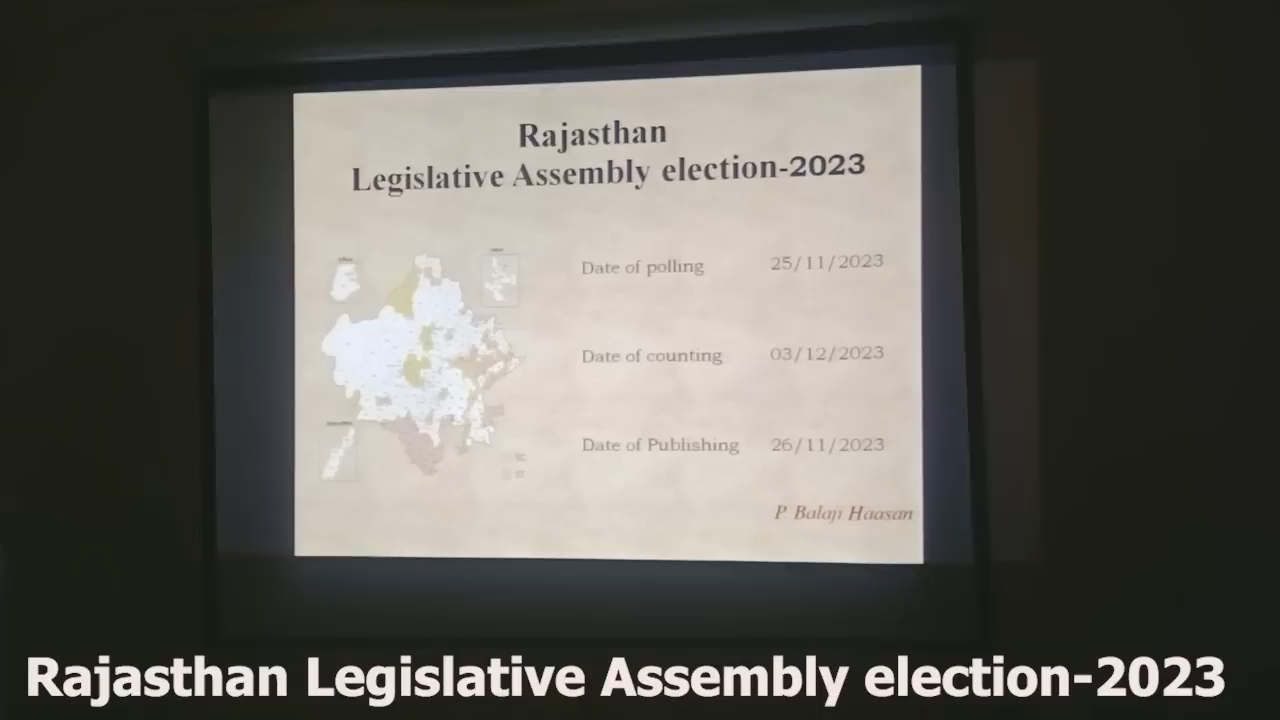 Rajasthan
Legislative Assembly election-2023
Date of polling 25/11/2023
Date of counting 03/12/2023
Date of Publishing 26/11/2023
P Balaji Haasan
Rajasthan Legislative Assembly election-2023